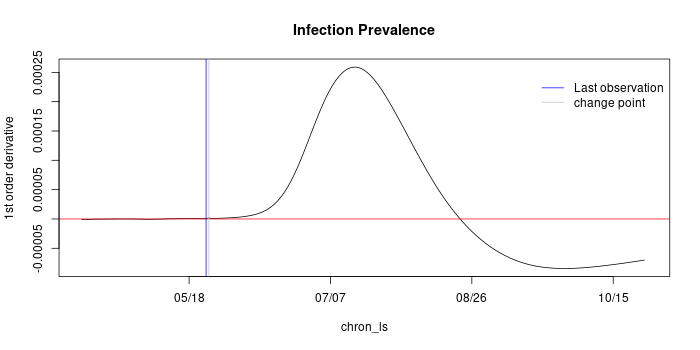 Infection Prevalence
1st order derivative
0.00025
0.00015
0.00005
-0.00005
Last observation
change point
05/18
07/07
08/26
10/15
chron_ls